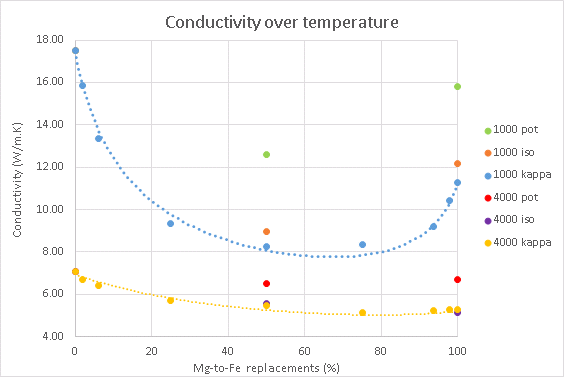 Conductivity over temperature
Conductivity (W/m.K)
18.00
16.00
14.00
12.00
10.00
8.00
6.00
4.00
0
20
40
60
80
100
Mg-to-Fe replacements (%)
1000 pot
1000 iso
1000 kappa
4000 pot
4000 iso
4000 kappa